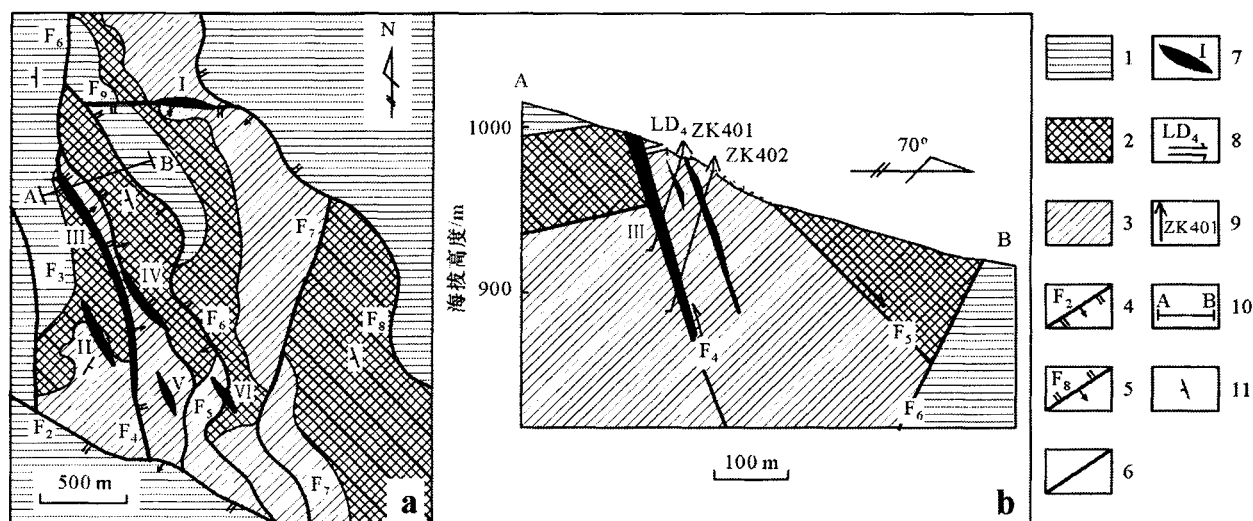 F₆
N
F₉
I
A
B
III
F₃
IV
F₇
F₆
F₈
II
V
VI
F₅
F₂
F₄
F₇
500 m
a
海拔高度/m
A
1000
LD₄
ZK401
ZK402
70°
III
900
B
F₅
F₄
F₆
100 m
b
1
I
7
2
LD₄
8
3
ZK401
9
F₂
4
A
B
10
F₈
5
11
6